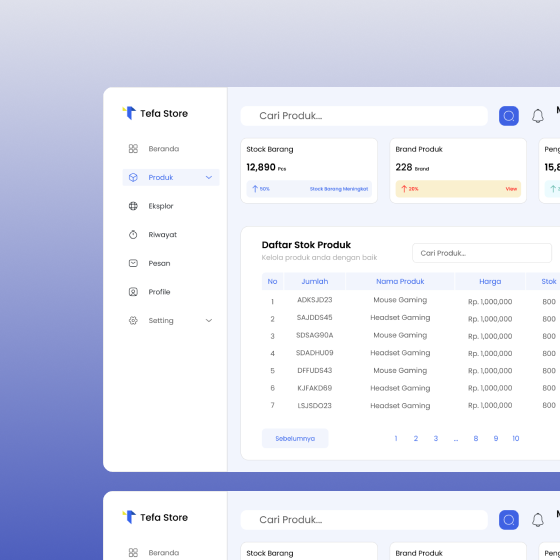 Tefa Store
Beranda
Produk
Eksplor
Riwayat
Pesan
Profile
Setting
Cari Produk...
Stock Barang
12,890 Pcs
50% Stock Barang Meningkat
Brand Produk
228 Brand
20% View
Daftar Stok Produk
Kelola produk anda dengan baik
Cari Produk...
No Jumlah Nama Produk Harga Stok
1 ADKSJD23 Mouse Gaming Rp. 1,000,000 800
2 SAJDDS45 Headset Gaming Rp. 1,000,000 800
3 SDSAG90A Mouse Gaming Rp. 1,000,000 800
4 SDADHU09 Headset Gaming Rp. 1,000,000 800
5 DFFUDS43 Mouse Gaming Rp. 1,000,000 800
6 KJFAKD89 Headset Gaming Rp. 1,000,000 800
7 LSJSDO23 Headset Gaming Rp. 1,000,000 800
Sebelumnya 1 2 3 ... 8 9 10
Tefa Store
Beranda
Cari Produk...
Stock Barang
Brand Produk